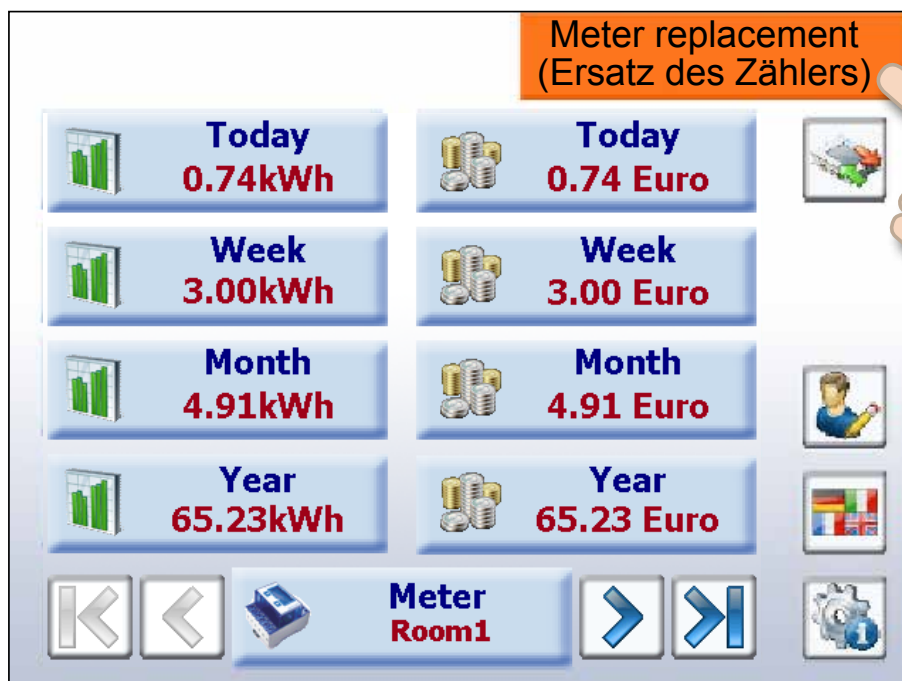 Meter replacement
(Ersatz des Zählers)
Today
0.74kWh
Today
0.74 Euro
Week
3.00kWh
Week
3.00 Euro
Month
4.91kWh
Month
4.91 Euro
Year
65.23kWh
Year
65.23 Euro
Meter
Room1